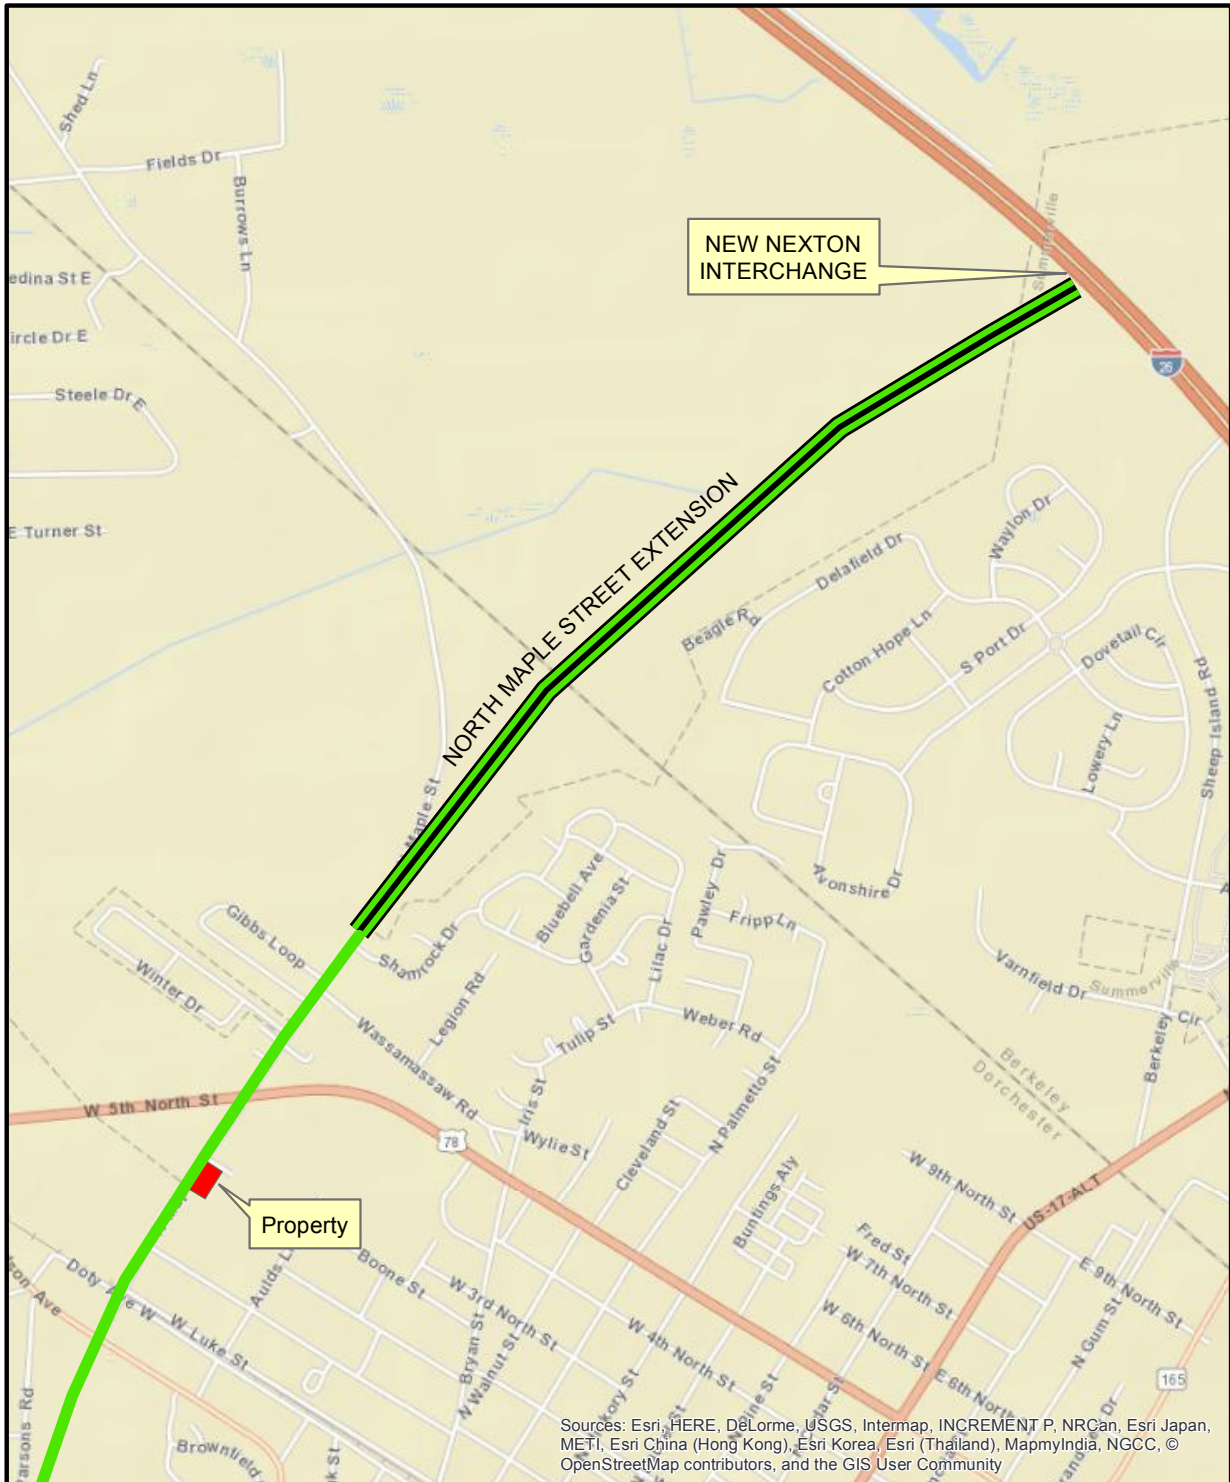 Shed Ln
Fields Dr
Burrows Ln
edina St E
ircle Dr E
Steele Dr E
E Turner St
NEW NEXTON
INTERCHANGE
Summerville
26
NORTH MAPLE STREET EXTENSION
Waylon Dr
Delafield Dr
Beagle Rd
Cotton Hope Ln
S Port Dr
Dovetail Cir
Sheep Island Rd
Lowery Ln
Maple St
Avonshire Dr
Bluebell Ave
Gardenia St
Pawley Dr
Fripp Ln
Lilac Dr
Gibbs Loop
Shamrock Dr
Winter Dr
Legion Rd
Varnfield Dr
Summerville
Cir
Wassamassaw Rd
Tulip St
Weber Rd
Berkeley
Berkeley
Dorchester
W 5th North St
Iris St
78
Wylie St
Cleveland St
N Palmetto St
Buntings Aly
W 9th North St
US-17-ALT
Property
Fred St
W 7th North St
E 9th North St
Doty Ave W
Aulds L
Boone St
son Ave
W Luke St
W 3rd North St
W 4th North St
W 6th North St
E 6th North
N Gum St
Bryan St
N Walnut St
165
arsons Rd
Brownfield
k St
Sources: Esri, HERE, DeLorme, USGS, Intermap, INCREMENT P, NRCan, Esri Japan,
METI, Esri China (Hong Kong), Esri Korea, Esri (Thailand), MapmyIndia, NGCC, ©
OpenStreetMap contributors, and the GIS User Community